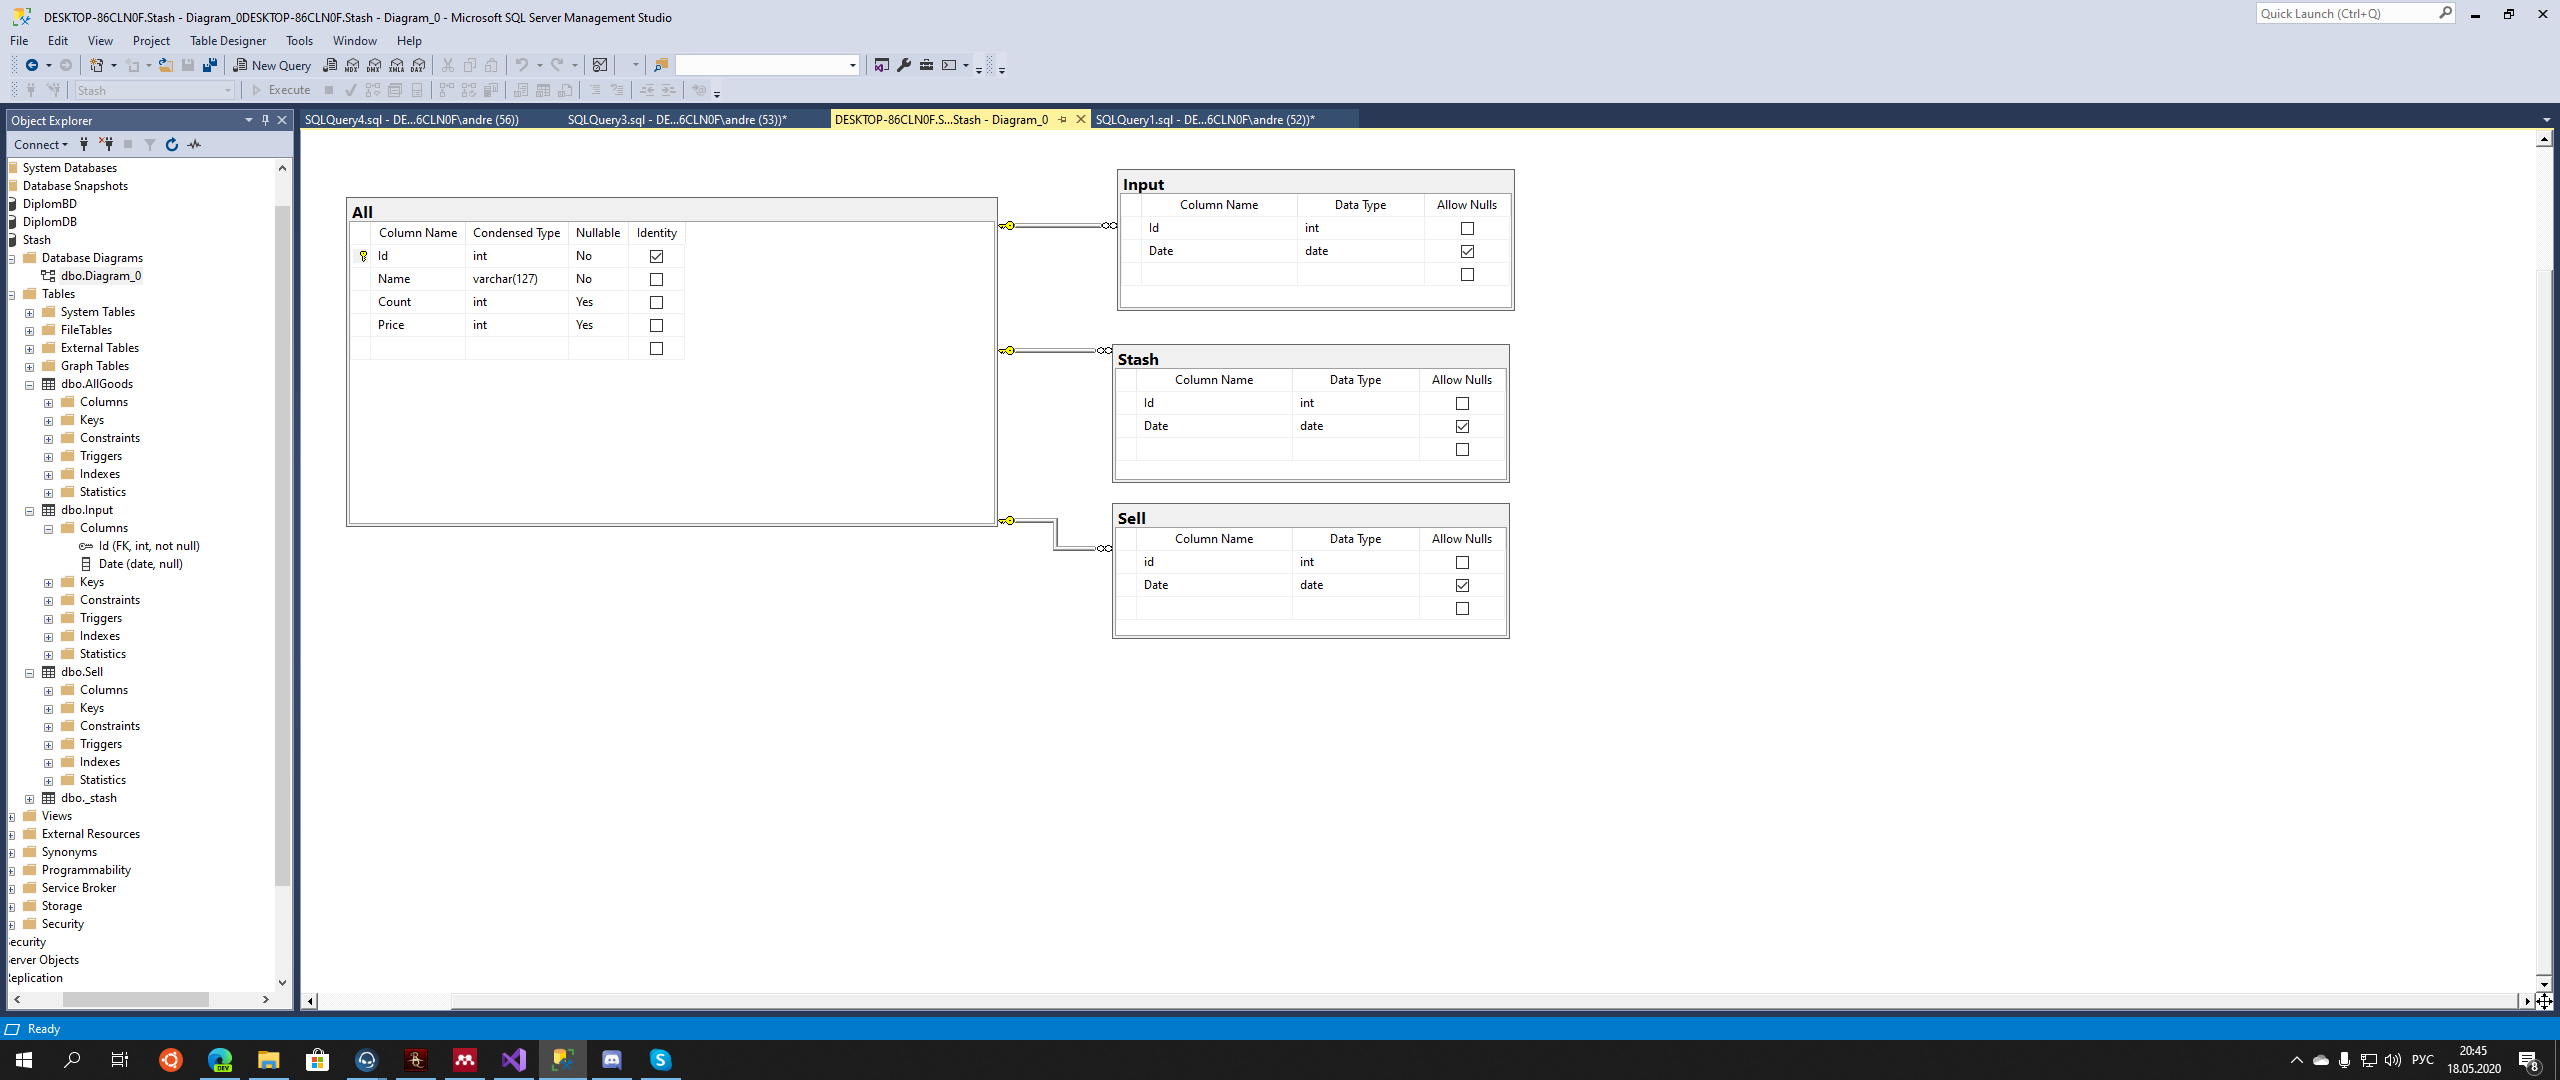 DESKTOP-86CLN0F.Stash - Diagram_0DESKTOP-86CLN0F.Stash - Diagram_0 - Microsoft SQL Server Management Studio
Quick Launch (Ctrl+Q)
File Edit View Project Table Designer Tools Window Help
New Query MDX DMX XMLA DAX
Stash Execute
Object Explorer
Connect
SQLQuery4.sql - DE...6CLN0F\andre (56)) SQLQuery3.sql - DE...6CLN0F\andre (53))* DESKTOP-86CLN0F.S...Stash - Diagram_0 SQLQuery1.sql - DE...6CLN0F\andre (52))*
System Databases
Database Snapshots
DiplomBD
DiplomDB
Stash
Database Diagrams
dbo.Diagram_0
Tables
System Tables
FileTables
External Tables
Graph Tables
dbo.AllGoods
Columns
Keys
Constraints
Triggers
Indexes
Statistics
dbo.Input
Columns
Id (FK, int, not null)
Date (date, null)
Keys
Constraints
Triggers
Indexes
Statistics
dbo.Sell
Columns
Keys
Constraints
Triggers
Indexes
Statistics
dbo._stash
Views
External Resources
Synonyms
Programmability
Service Broker
Storage
Security
ecurity
erver Objects
eplication
All
Column Name Condensed Type Nullable Identity
Id int No
Name varchar(127) No
Count int Yes
Price int Yes
Input
Column Name Data Type Allow Nulls
Id int
Date date
Stash
Column Name Data Type Allow Nulls
Id int
Date date
Sell
Column Name Data Type Allow Nulls
id int
Date date
Ready
DEV
РУС
20:45
18.05.2020
8